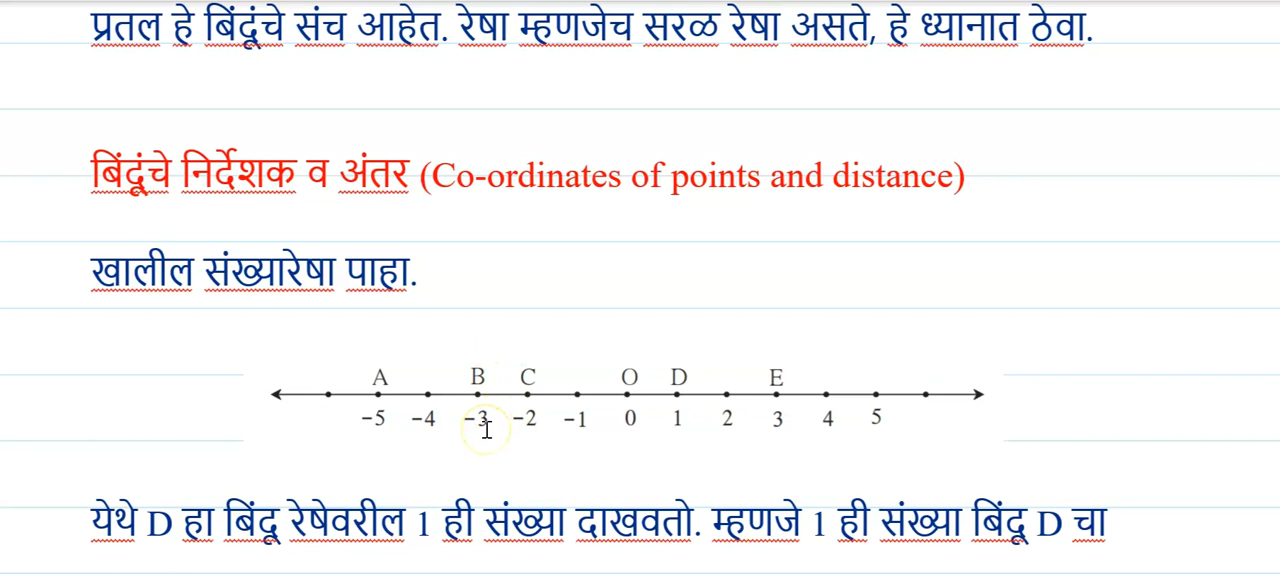 प्रतल हे बिंदूंचे संच आहेत. रेषा म्हणजेच सरळ रेषा असते, हे ध्यानात ठेवा.
बिंदूंचे निर्देशक व अंतर (Co-ordinates of points and distance)
खालील संख्यारेषा पाहा.
A B C O D E
−5 −4 −3 −2 −1 0 1 2 3 4 5
येथे D हा बिंदू रेषेवरील 1 ही संख्या दाखवतो. म्हणजे 1 ही संख्या बिंदू D चा